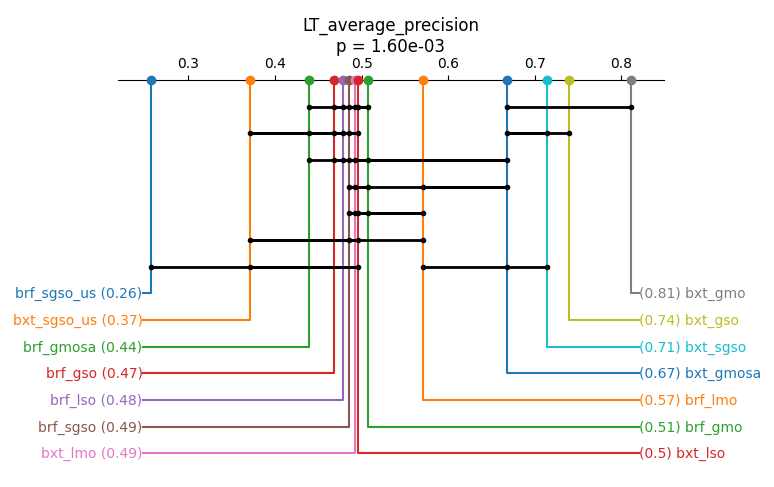 LT_average_precision
p = 1.60e-03
0.3 0.4 0.5 0.6 0.7 0.8
brf_sgso_us (0.26) (0.81) bxt_gmo
bxt_sgso_us (0.37) (0.74) bxt_gso
brf_gmosa (0.44) (0.71) bxt_sgso
brf_gso (0.47) (0.67) bxt_gmosa
brf_lso (0.48) (0.57) brf_lmo
brf_sgso (0.49) (0.51) brf_gmo
bxt_lmo (0.49) (0.5) bxt_lso